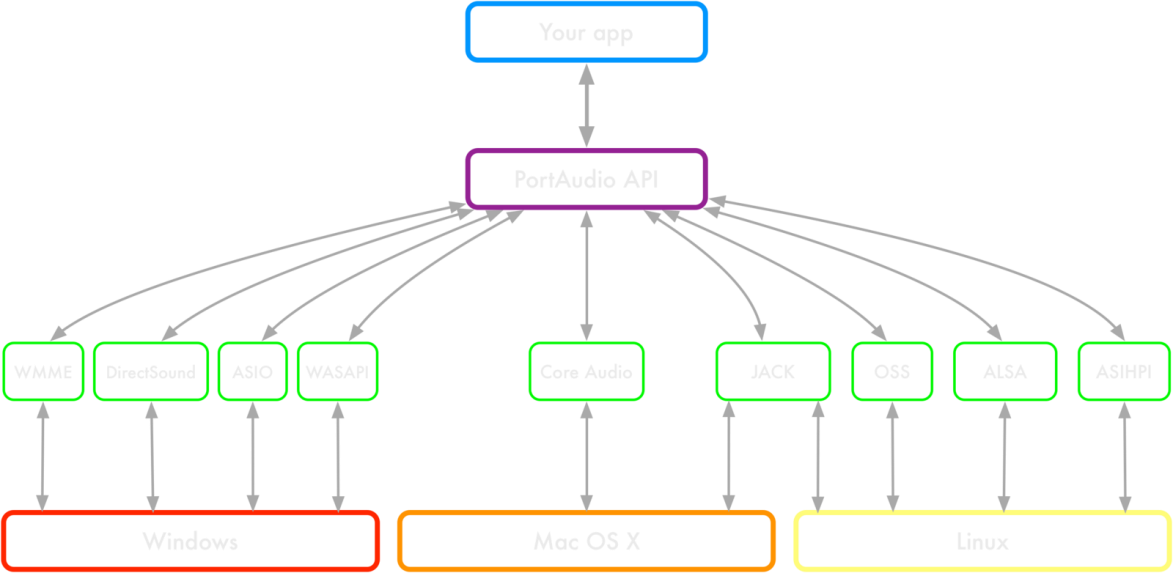 Your app
PortAudio API
WMME
DirectSound
ASIO
WASAPI
Core Audio
JACK
OSS
ALSA
ASIHPI
Windows
Mac OS X
Linux